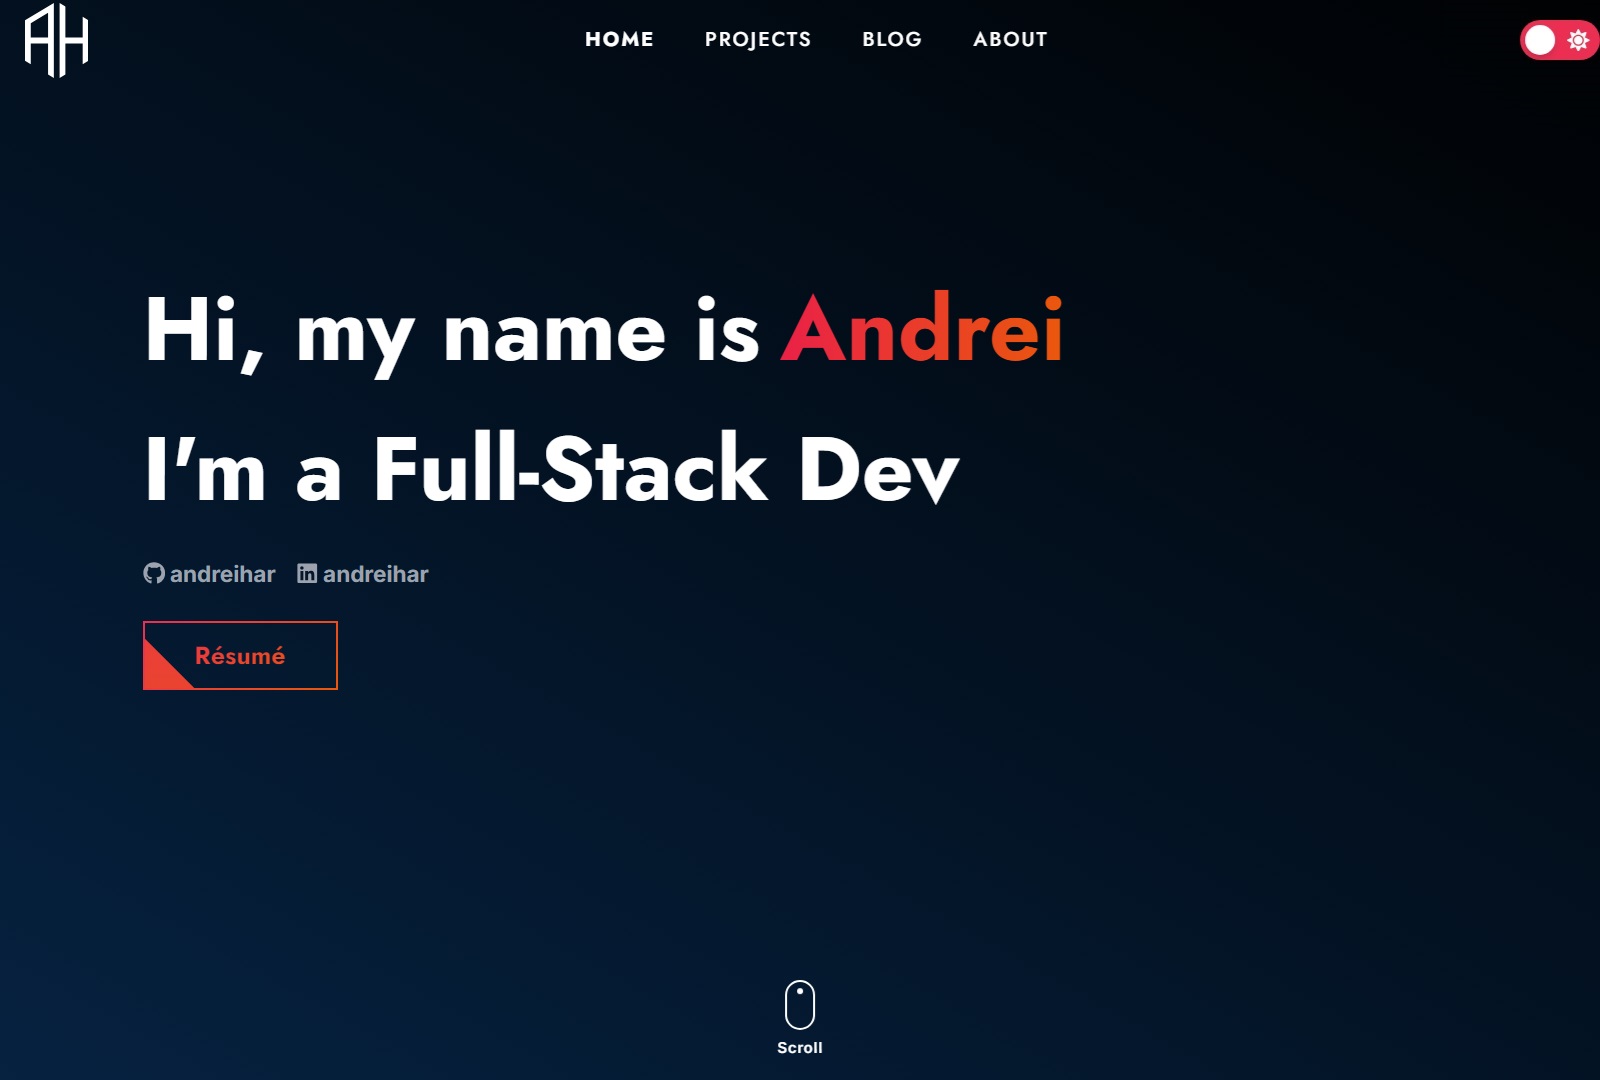 AH
HOME PROJECTS BLOG ABOUT
Hi, my name is Andrei
I'm a Full-Stack Dev
andreihar andreihar
Résumé
Scroll